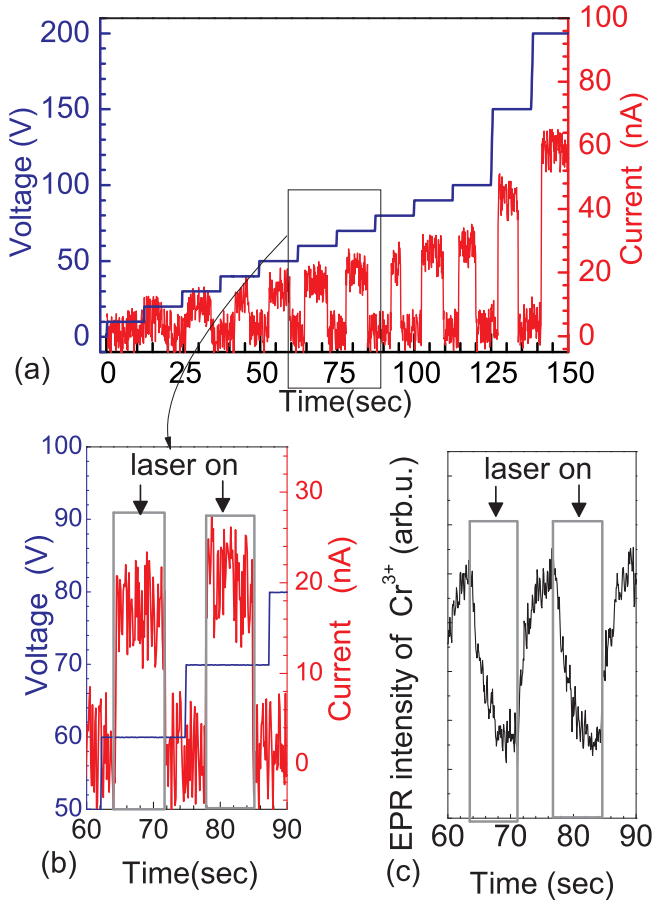 200
150
100
50
0
Voltage (V)
100
80
60
40
20
0
Current (nA)
0 25 50 75 100 125 150
Time(sec)
(a)
100
90
80
70
60
50
Voltage (V)
laser on
30
20
10
0
Current (nA)
60 70 80 90
Time(sec)
(b)
EPR intensity of Cr³⁺ (arb.u.)
laser on
60 70 80 90
Time (sec)
(c)